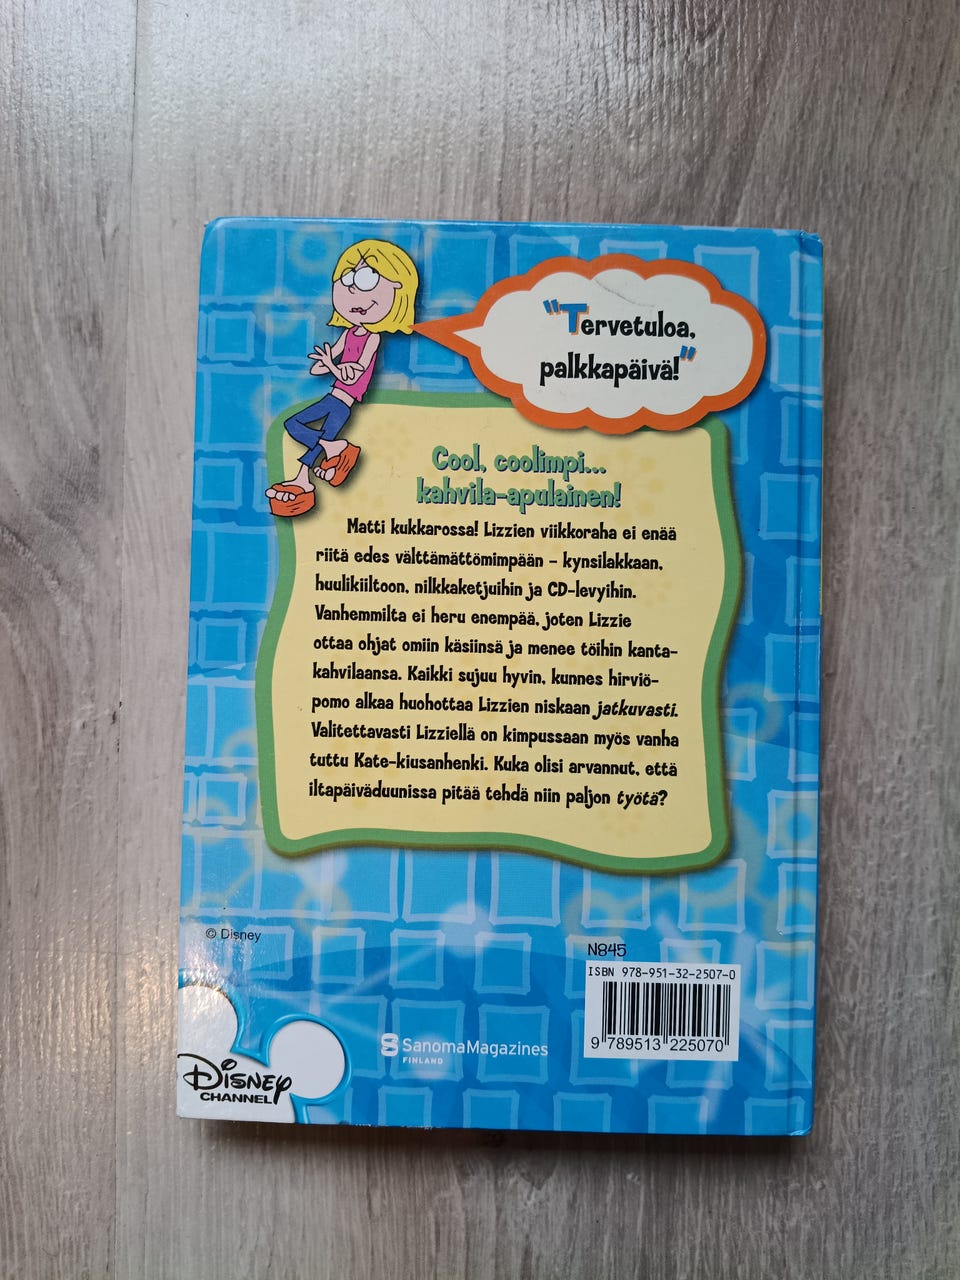 "Tervetuloa,
palkkapäivä!"
Cool, coolimpi...
kahvila-apulainen!
Matti kukkarossa! Lizzien viikkoraha ei enää
riitä edes välttämättömimpään – kynsilakkaan,
huulikiiltoon, nilkkaketjuihin ja CD-levyihin.
Vanhemmilta ei heru enempää, joten Lizzie
ottaa ohjat omiin käsiinsä ja menee töihin kanta-
kahvilaansa. Kaikki sujuu hyvin, kunnes hirviö-
pomo alkaa huohottaa Lizzien niskaan jatkuvasti.
Valitettavasti Lizziellä on kimpussaan myös vanha
tuttu Kate-kiusanhenki. Kuka olisi arvannut, että
iltapäiväduunissa pitää tehdä niin paljon työtä?
© Disney
N845
ISBN 978-951-32-2507-0
9 789513 225070
SanomaMagazines
FINLAND
Disney
CHANNEL